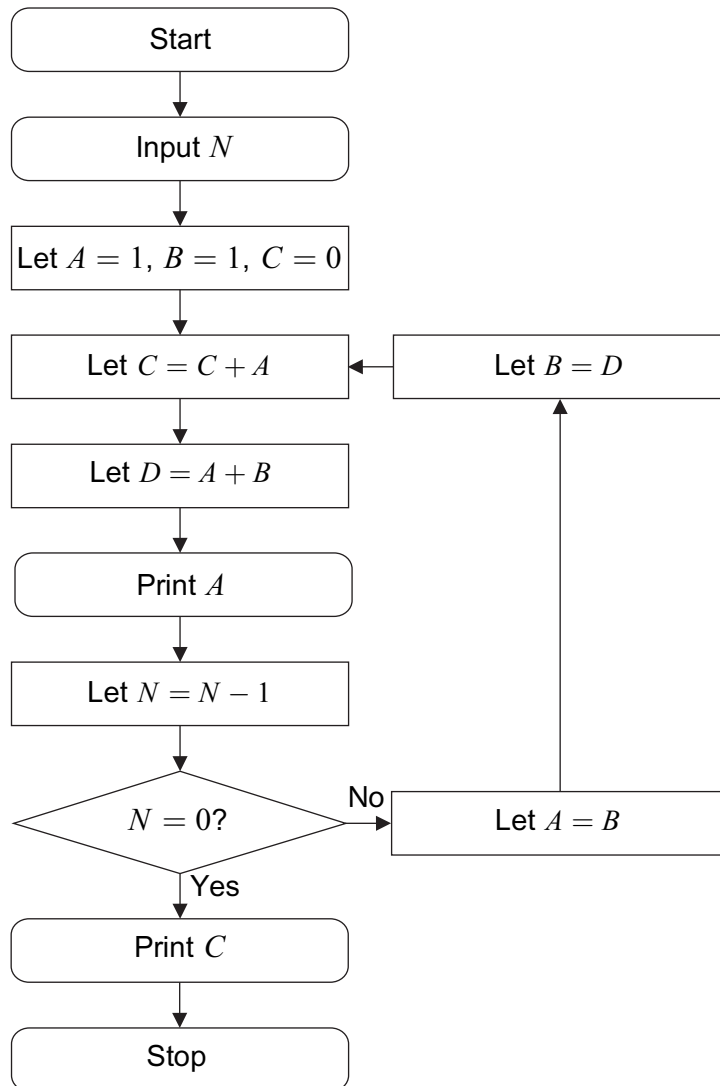 Start
Input N
Let A = 1, B = 1, C = 0
Let C = C + A
Let B = D
Let D = A + B
Print A
Let N = N − 1
N = 0?
No
Let A = B
Yes
Print C
Stop